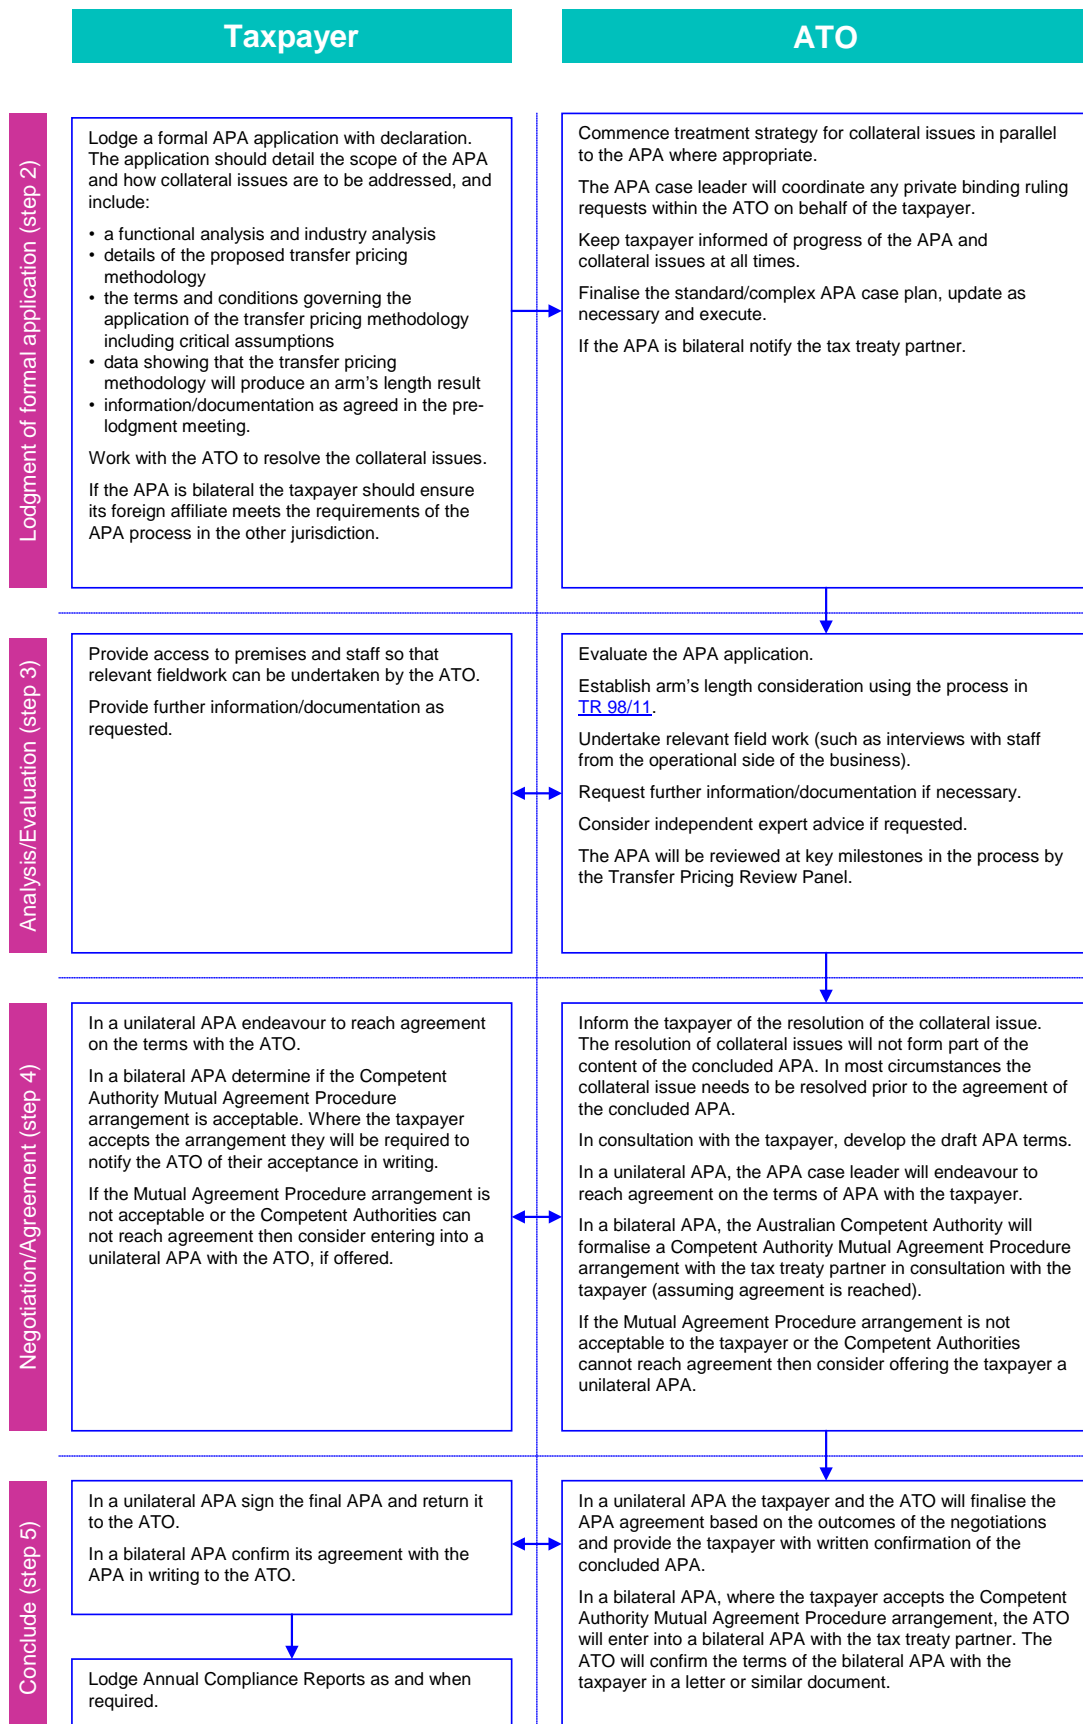 Taxpayer
ATO
Lodgment of formal application (step 2)
Lodge a formal APA application with declaration.
The application should detail the scope of the APA
and how collateral issues are to be addressed, and
include:
• a functional analysis and industry analysis
• details of the proposed transfer pricing
methodology
• the terms and conditions governing the
application of the transfer pricing methodology
including critical assumptions
• data showing that the transfer pricing
methodology will produce an arm's length result
• information/documentation as agreed in the pre-
lodgment meeting.
Work with the ATO to resolve the collateral issues.
If the APA is bilateral the taxpayer should ensure
its foreign affiliate meets the requirements of the
APA process in the other jurisdiction.
Commence treatment strategy for collateral issues in parallel
to the APA where appropriate.
The APA case leader will coordinate any private binding ruling
requests within the ATO on behalf of the taxpayer.
Keep taxpayer informed of progress of the APA and
collateral issues at all times.
Finalise the standard/complex APA case plan, update as
necessary and execute.
If the APA is bilateral notify the tax treaty partner.
Analysis/Evaluation (step 3)
Provide access to premises and staff so that
relevant fieldwork can be undertaken by the ATO.
Provide further information/documentation as
requested.
Evaluate the APA application.
Establish arm's length consideration using the process in
TR 98/11.
Undertake relevant field work (such as interviews with staff
from the operational side of the business).
Request further information/documentation if necessary.
Consider independent expert advice if requested.
The APA will be reviewed at key milestones in the process by
the Transfer Pricing Review Panel.
Negotiation/Agreement (step 4)
In a unilateral APA endeavour to reach agreement
on the terms with the ATO.
In a bilateral APA determine if the Competent
Authority Mutual Agreement Procedure
arrangement is acceptable. Where the taxpayer
accepts the arrangement they will be required to
notify the ATO of their acceptance in writing.
If the Mutual Agreement Procedure arrangement is
not acceptable or the Competent Authorities can
not reach agreement then consider entering into a
unilateral APA with the ATO, if offered.
Inform the taxpayer of the resolution of the collateral issue.
The resolution of collateral issues will not form part of the
content of the concluded APA. In most circumstances the
collateral issue needs to be resolved prior to the agreement of
the concluded APA.
In consultation with the taxpayer, develop the draft APA terms.
In a unilateral APA, the APA case leader will endeavour to
reach agreement on the terms of APA with the taxpayer.
In a bilateral APA, the Australian Competent Authority will
formalise a Competent Authority Mutual Agreement Procedure
arrangement with the tax treaty partner in consultation with the
taxpayer (assuming agreement is reached).
If the Mutual Agreement Procedure arrangement is not
acceptable to the taxpayer or the Competent Authorities
cannot reach agreement then consider offering the taxpayer a
unilateral APA.
Conclude (step 5)
In a unilateral APA sign the final APA and return it
to the ATO.
In a bilateral APA confirm its agreement with the
APA in writing to the ATO.
Lodge Annual Compliance Reports as and when
required.
In a unilateral APA the taxpayer and the ATO will finalise the
APA agreement based on the outcomes of the negotiations
and provide the taxpayer with written confirmation of the
concluded APA.
In a bilateral APA, where the taxpayer accepts the Competent
Authority Mutual Agreement Procedure arrangement, the ATO
will enter into a bilateral APA with the tax treaty partner. The
ATO will confirm the terms of the bilateral APA with the
taxpayer in a letter or similar document.